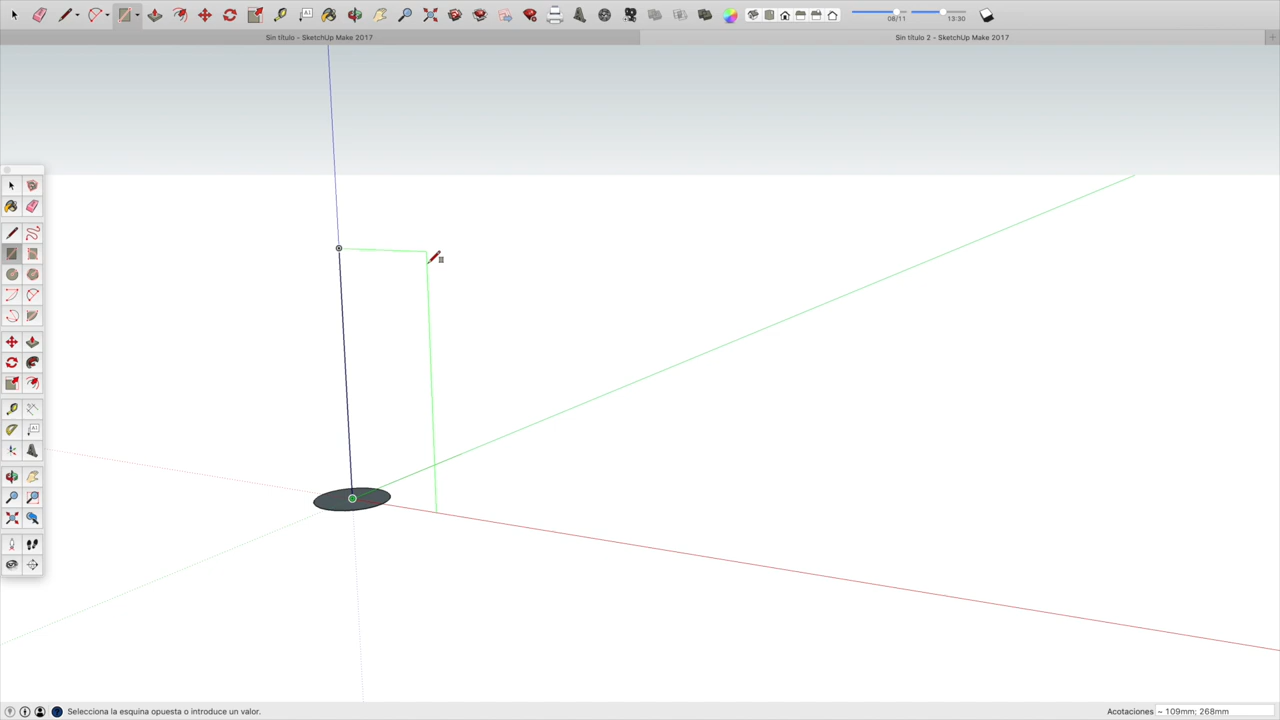 08/11
13:30
Sin título - SketchUp Make 2017
Sin título 2 - SketchUp Make 2017
Selecciona la esquina opuesta o introduce un valor.
Acotaciones ~ 109mm; 268mm